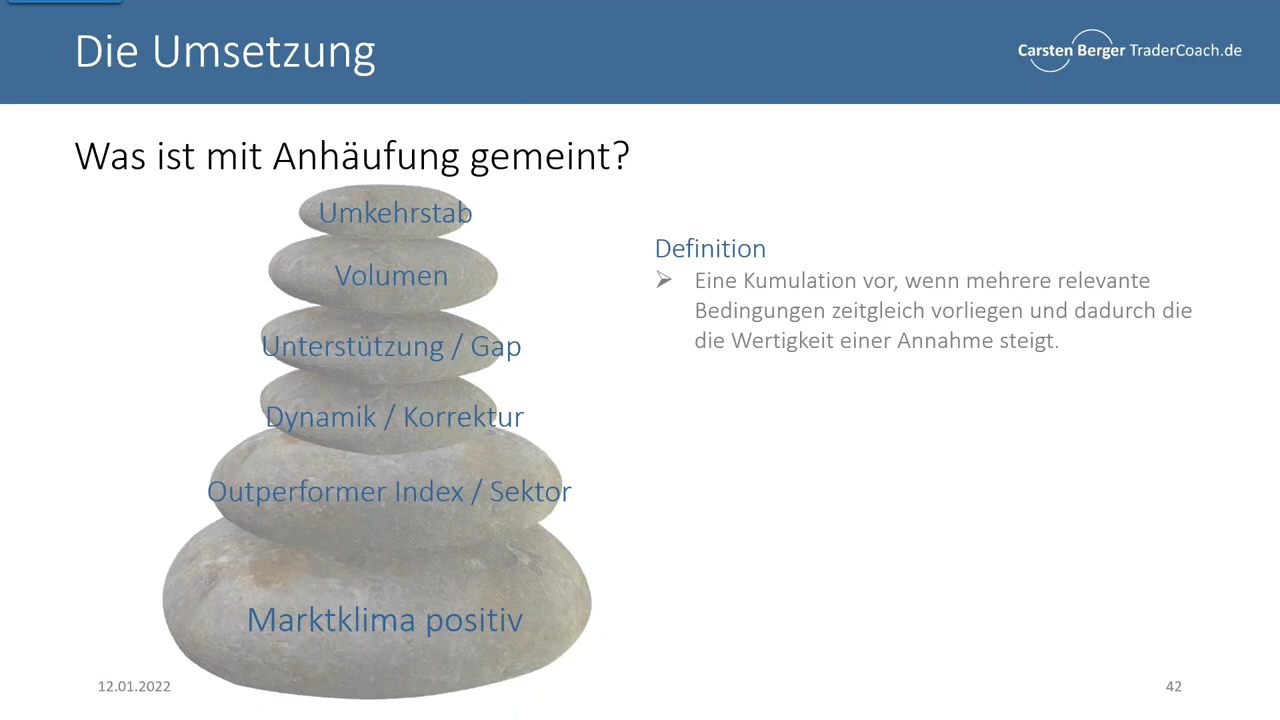 Die Umsetzung
Carsten Berger TraderCoach.de
Was ist mit Anhäufung gemeint?
Umkehrstab
Volumen
Unterstützung / Gap
Dynamik / Korrektur
Outperformer Index / Sektor
Marktklima positiv
Definition
Eine Kumulation vor, wenn mehrere relevante
Bedingungen zeitgleich vorliegen und dadurch die
die Wertigkeit einer Annahme steigt.
12.01.2022
42